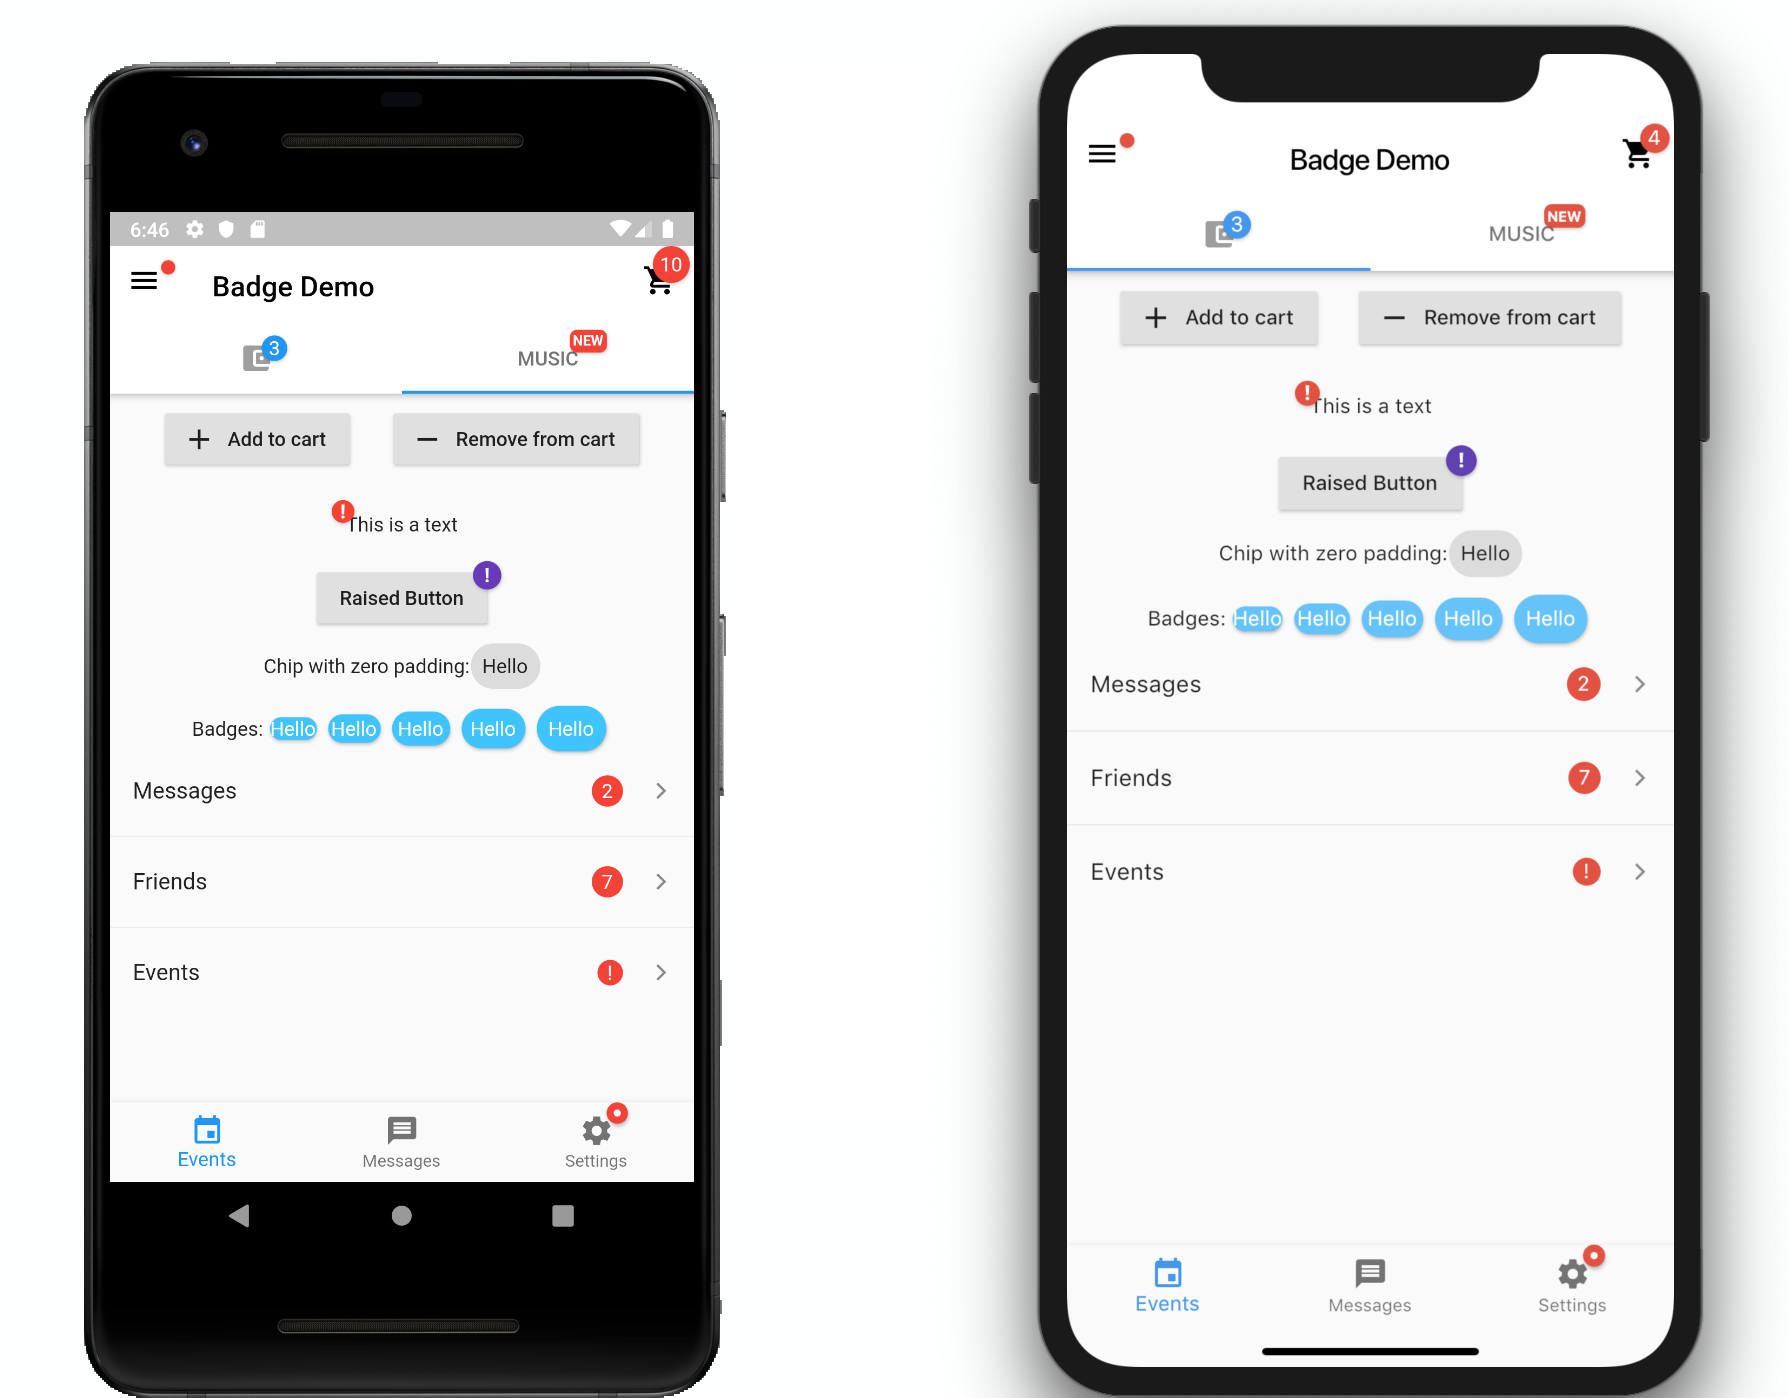 6:46
10
Badge Demo
3
NEW
MUSIC
+ Add to cart
− Remove from cart
!
This is a text
!
Raised Button
Chip with zero padding: Hello
Badges: Hello Hello Hello Hello Hello
Messages 2 >
Friends 7 >
Events ! >
Events Messages Settings
4
Badge Demo
3
NEW
MUSIC
+ Add to cart
− Remove from cart
!
This is a text
!
Raised Button
Chip with zero padding: Hello
Badges: Hello Hello Hello Hello Hello
Messages 2 >
Friends 7 >
Events ! >
Events Messages Settings